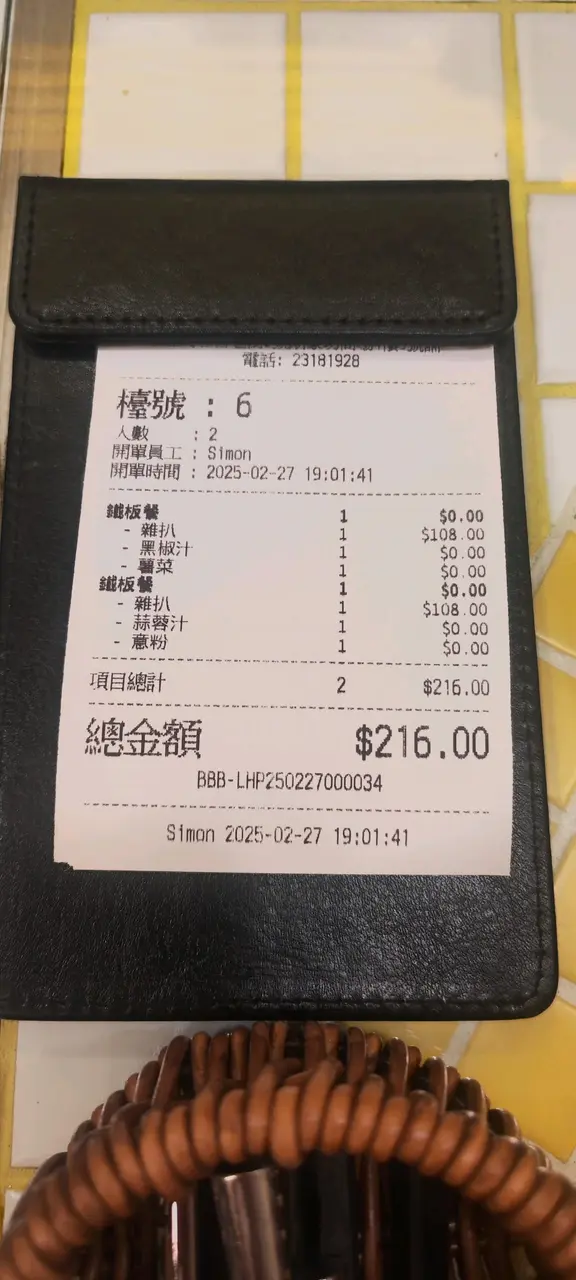 電話: 23181928
檯號 : 6
人數 : 2
開單員工 : Simon
開單時間 : 2025-02-27 19:01:41
鐵板餐 1 $0.00
- 雜扒 1 $108.00
- 黑椒汁 1 $0.00
- 薯菜 1 $0.00
鐵板餐 1 $0.00
- 雜扒 1 $108.00
- 蒜蓉汁 1 $0.00
- 意粉 1 $0.00
項目總計 2 $216.00
總金額 $216.00
BBB-LHP250227000034
Simon 2025-02-27 19:01:41